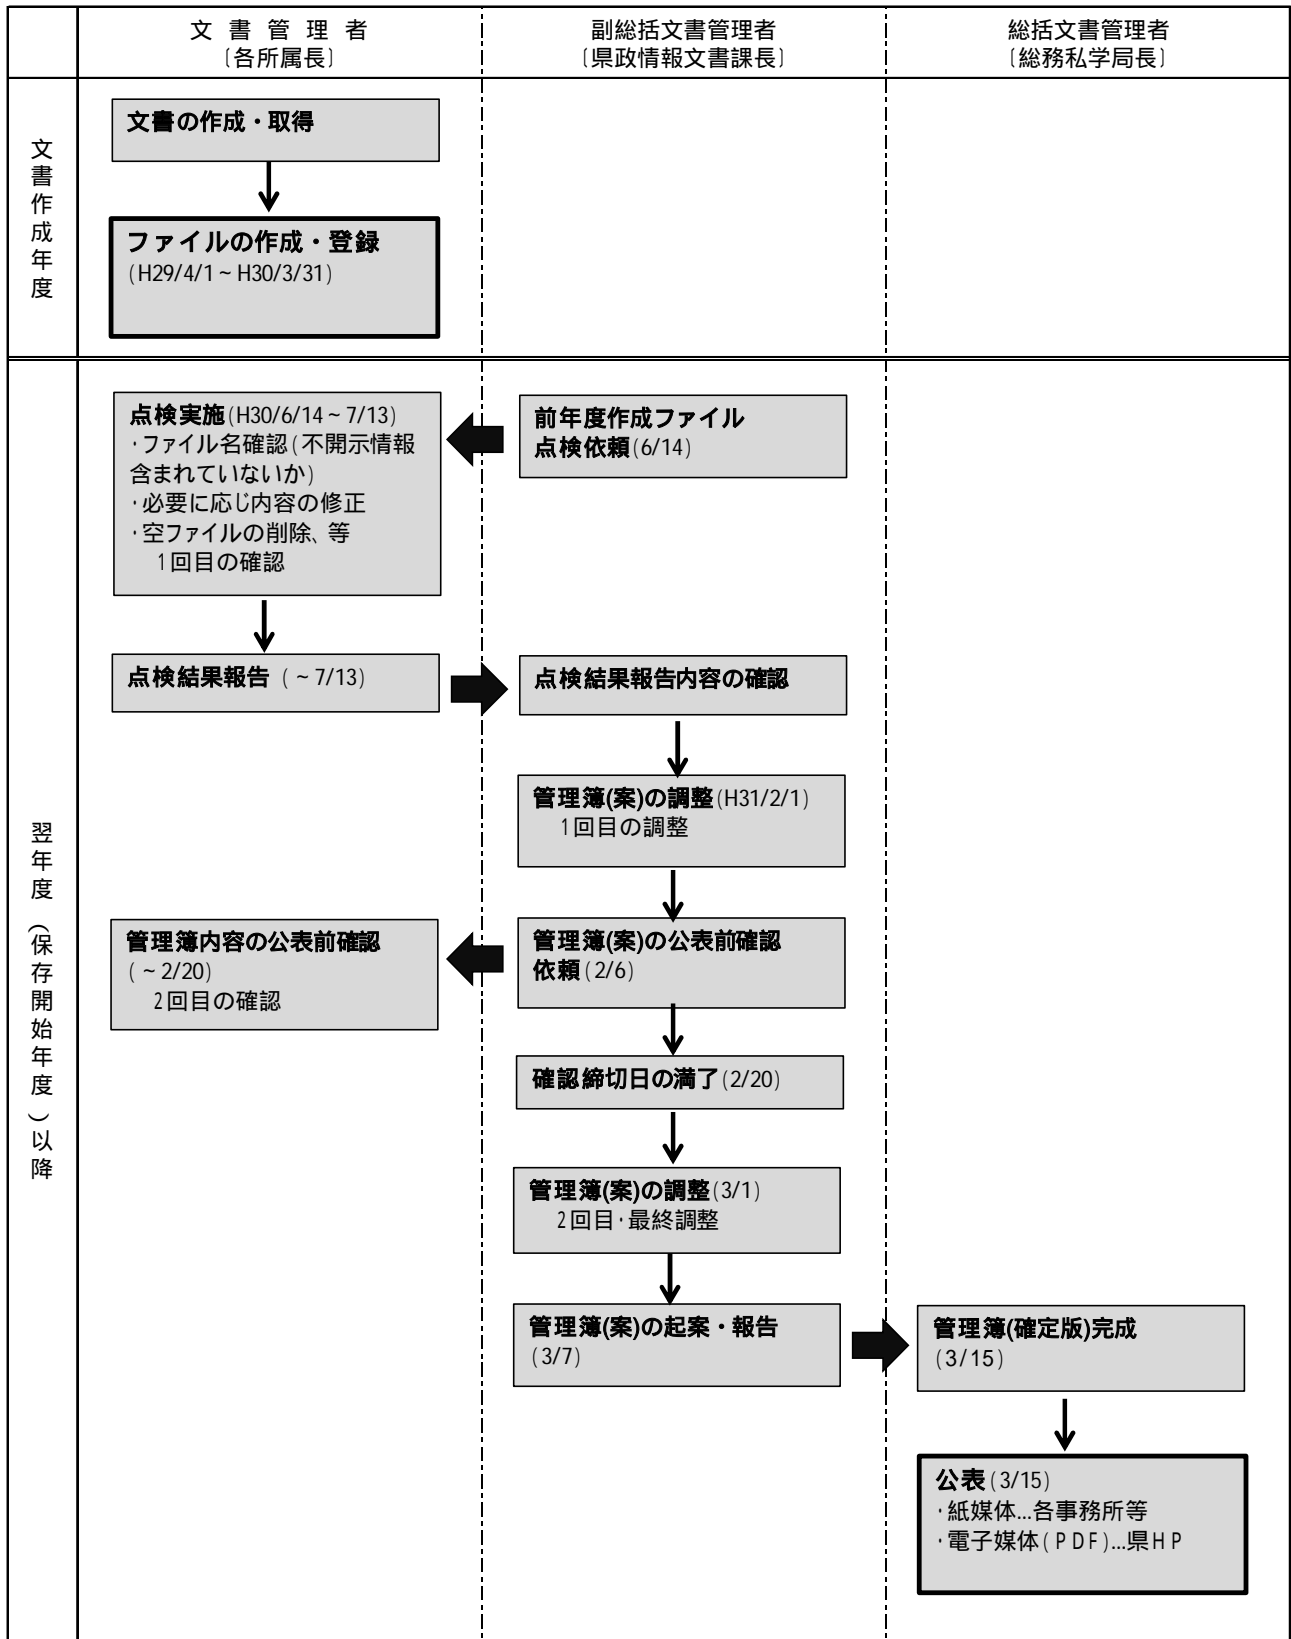 文書管理者
〔各所属長〕
副総括文書管理者
〔県政情報文書課長〕
総括文書管理者
〔総務私学局長〕
文書作成年度
文書の作成・取得
ファイルの作成・登録
(H29/4/1~H30/3/31)
翌年度(保存開始年度)以降
点検実施(H30/6/14~7/13)
・ファイル名確認(不開示情報
含まれていないか)
・必要に応じ内容の修正
・空ファイルの削除、等
1回目の確認
前年度作成ファイル
点検依頼(6/14)
点検結果報告 (~7/13)
点検結果報告内容の確認
管理簿(案)の調整(H31/2/1)
1回目の調整
管理簿内容の公表前確認
(~2/20)
2回目の確認
管理簿(案)の公表前確認
依頼(2/6)
確認締切日の満了(2/20)
管理簿(案)の調整(3/1)
2回目・最終調整
管理簿(案)の起案・報告
(3/7)
管理簿(確定版)完成
(3/15)
公表(3/15)
・紙媒体…各事務所等
・電子媒体(PDF)…県HP